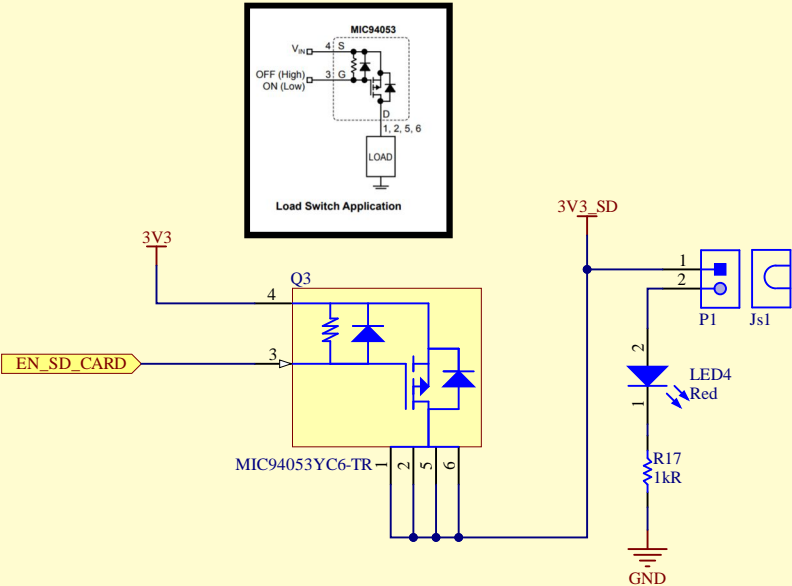 MIC94053
VIN
4 S
OFF (High)
ON (Low)
3 G
D
1, 2, 5, 6
LOAD
Load Switch Application
3V3_SD
3V3
Q3
4
1
2
P1
Js1
EN_SD_CARD
3
2
LED4
Red
1
MIC94053YC6-TR
1
2
5
6
R17
1kR
GND